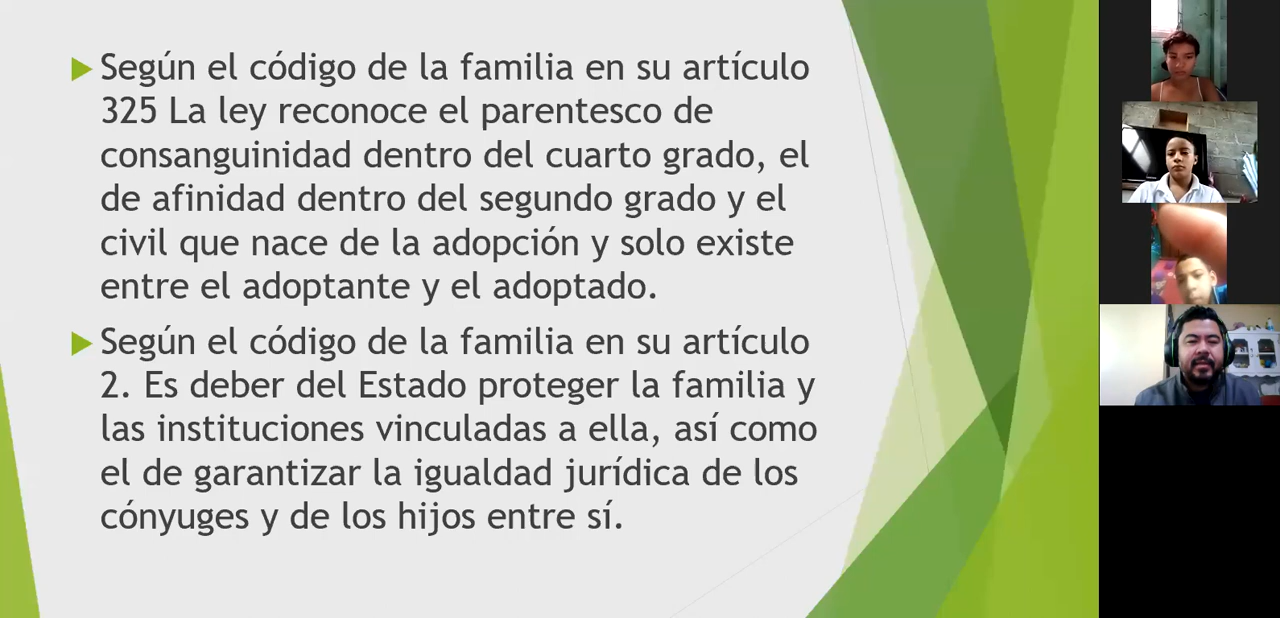 Según el código de la familia en su artículo
325 La ley reconoce el parentesco de
consanguinidad dentro del cuarto grado, el
de afinidad dentro del segundo grado y el
civil que nace de la adopción y solo existe
entre el adoptante y el adoptado.
Según el código de la familia en su artículo
2. Es deber del Estado proteger la familia y
las instituciones vinculadas a ella, así como
el de garantizar la igualdad jurídica de los
cónyuges y de los hijos entre sí.